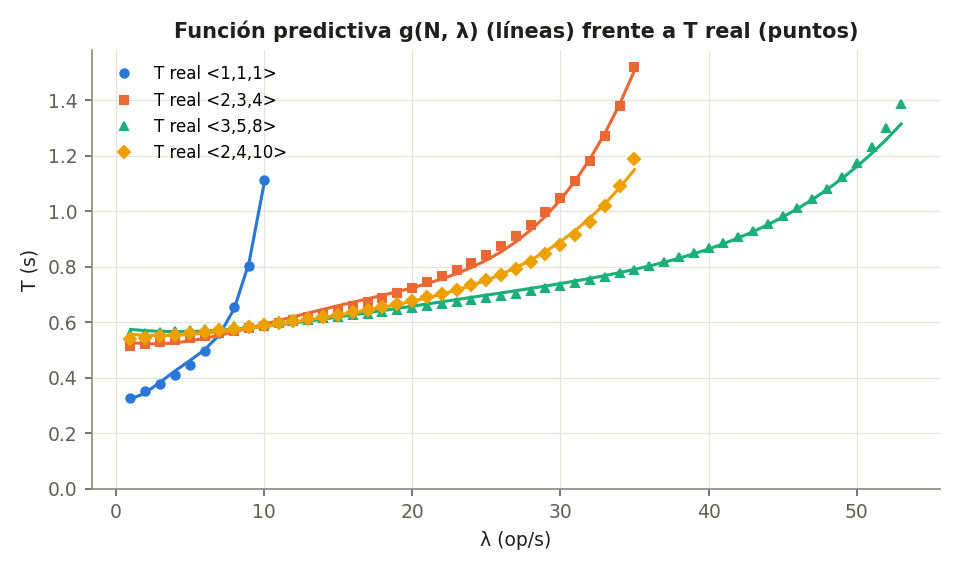 Función predictiva g(N, λ) (líneas) frente a T real (puntos)
T real <1,1,1>
T real <2,3,4>
T real <3,5,8>
T real <2,4,10>
T (s)
1.4
1.2
1.0
0.8
0.6
0.4
0.2
0.0
0 10 20 30 40 50
λ (op/s)